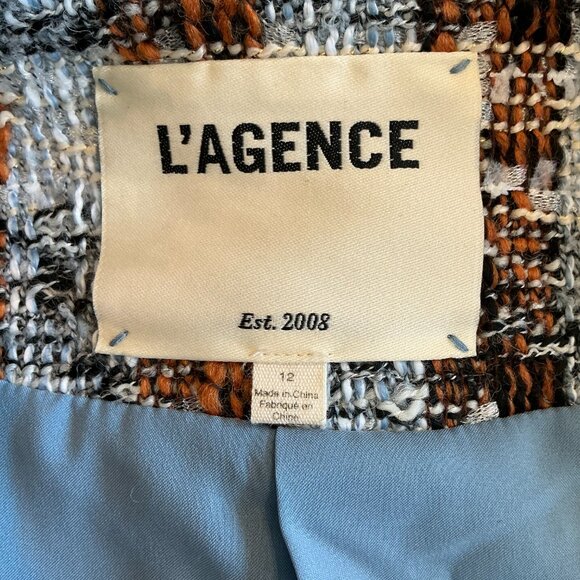 L'AGENCE
Est. 2008
12
Made in China
Fabriqué en
Chine